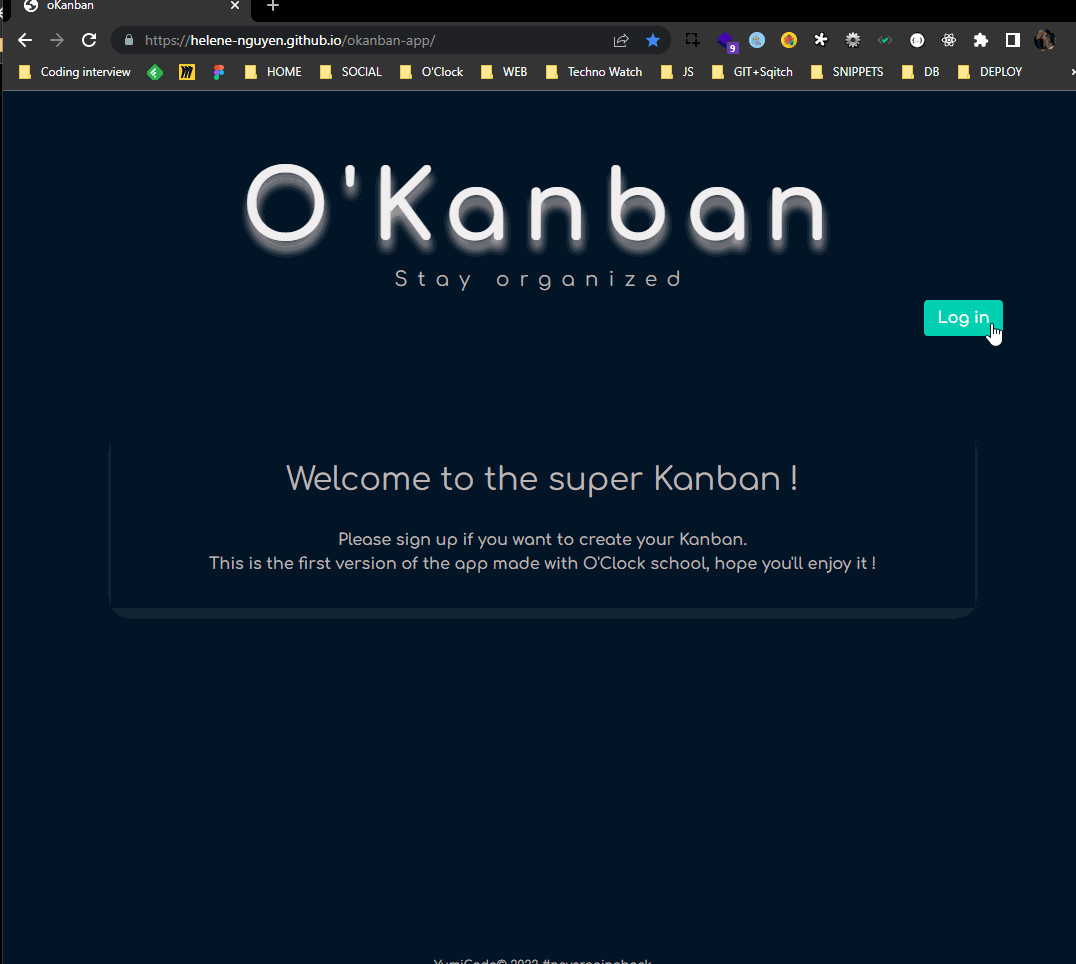 oKanban
https://helene-nguyen.github.io/okanban-app/
9
Coding interview HOME SOCIAL O'Clock WEB Techno Watch JS GIT+Sqitch SNIPPETS DB DEPLOY
O'Kanban
Stay organized
Log in
Welcome to the super Kanban !
Please sign up if you want to create your Kanban.
This is the first version of the app made with O'Clock school, hope you'll enjoy it !
YumiCode© 2022 #nevergoingback